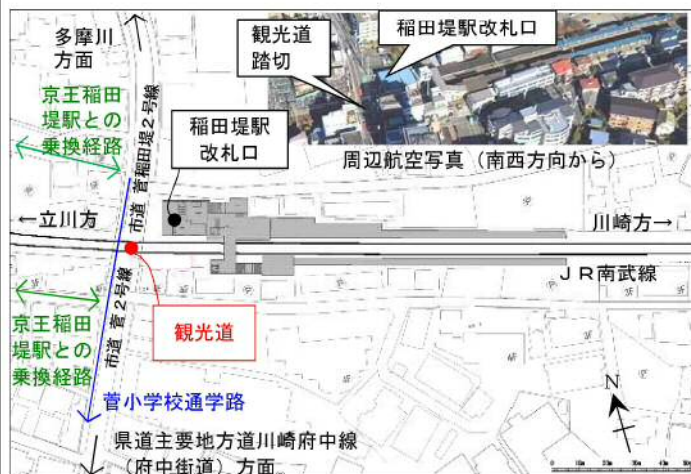 多摩川
方面
京王稲田
堤駅との
乗換経路
市道 菅稲田堤2号線
観光道
踏切
稲田堤駅改札口
稲田堤駅
改札口
周辺航空写真（南西方向から）
←立川方
川崎方→
JR南武線
京王稲田
堤駅との
乗換経路
市道 菅2号線
観光道
菅小学校通学路
県道主要地方道川崎府中線
（府中街道）方面
N